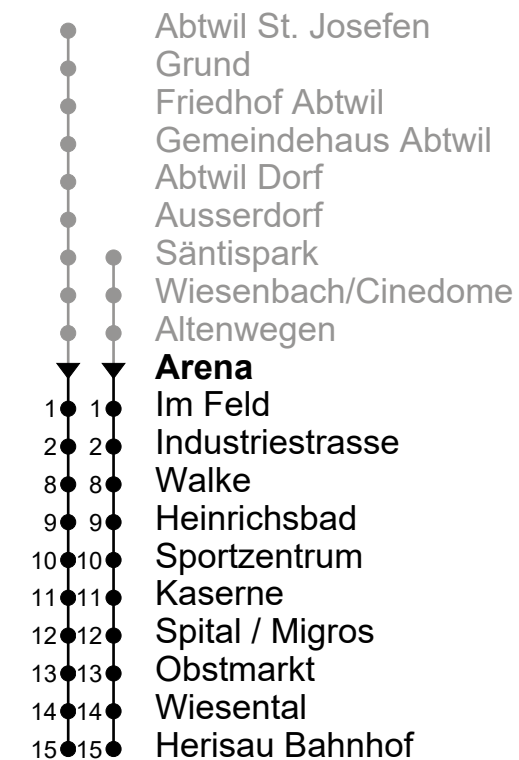 Abtwil St. Josefen
Grund
Friedhof Abtwil
Gemeindehaus Abtwil
Abtwil Dorf
Ausserdorf
Säntispark
Wiesenbach/Cinedome
Altenwegen
Arena
1 1 Im Feld
2 2 Industriestrasse
8 8 Walke
9 9 Heinrichsbad
10 10 Sportzentrum
11 11 Kaserne
12 12 Spital / Migros
13 13 Obstmarkt
14 14 Wiesental
15 15 Herisau Bahnhof